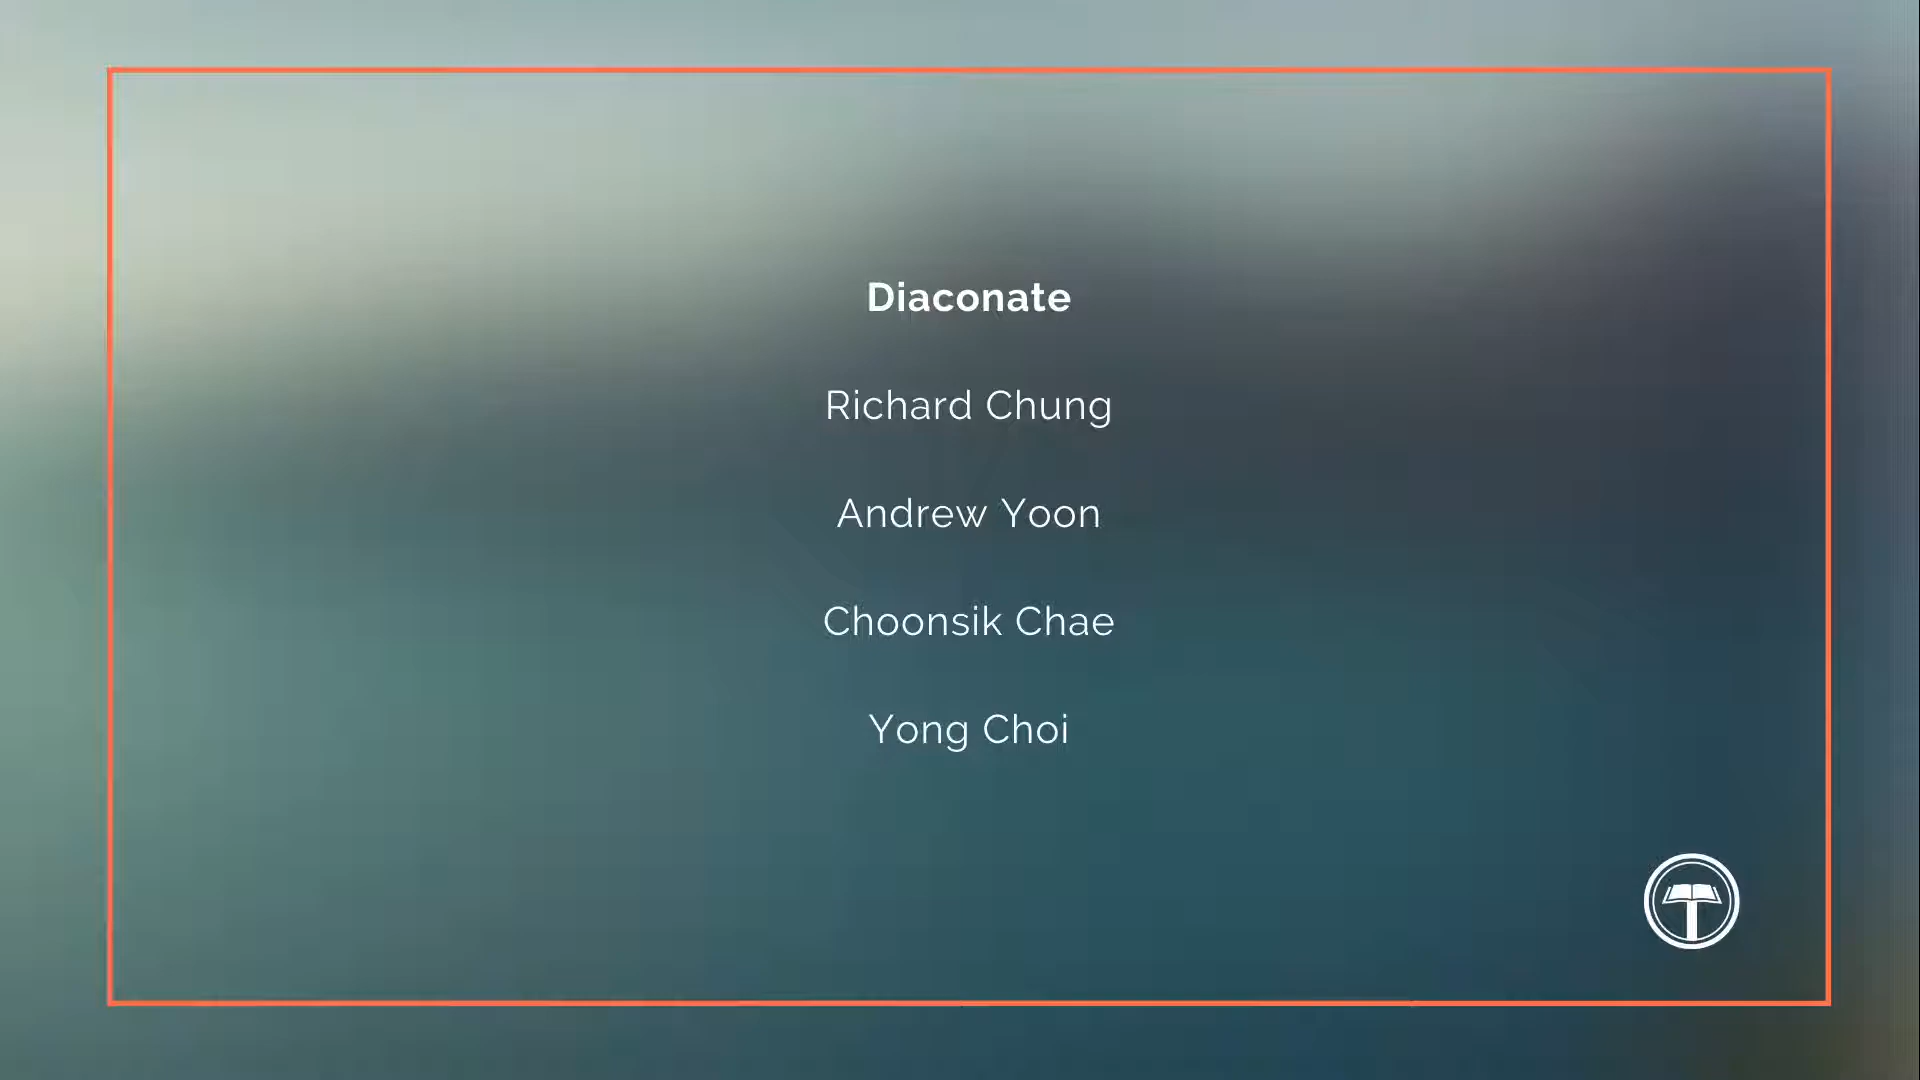 Diaconate
Richard Chung
Andrew Yoon
Choonsik Chae
Yong Choi